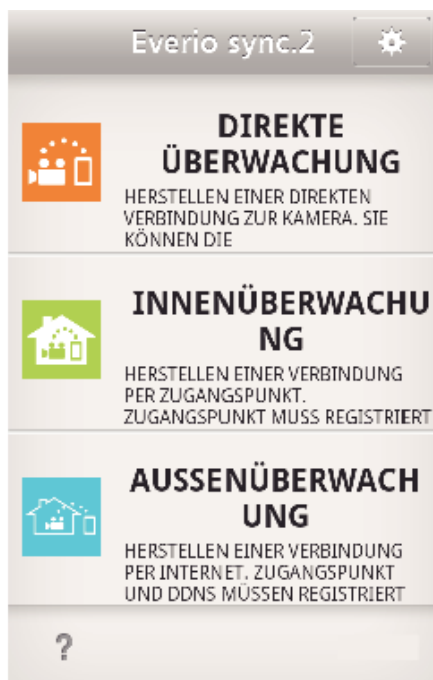 Everio sync.2
DIREKTE
ÜBERWACHUNG
HERSTELLEN EINER DIREKTEN
VERBINDUNG ZUR KAMERA. SIE
KÖNNEN DIE
INNENÜBERWACHU
NG
HERSTELLEN EINER VERBINDUNG
PER ZUGANGSPUNKT.
ZUGANGSPUNKT MUSS REGISTRIERT
AUSSENÜBERWACH
UNG
HERSTELLEN EINER VERBINDUNG
PER INTERNET. ZUGANGSPUNKT
UND DDNS MÜSSEN REGISTRIERT
?